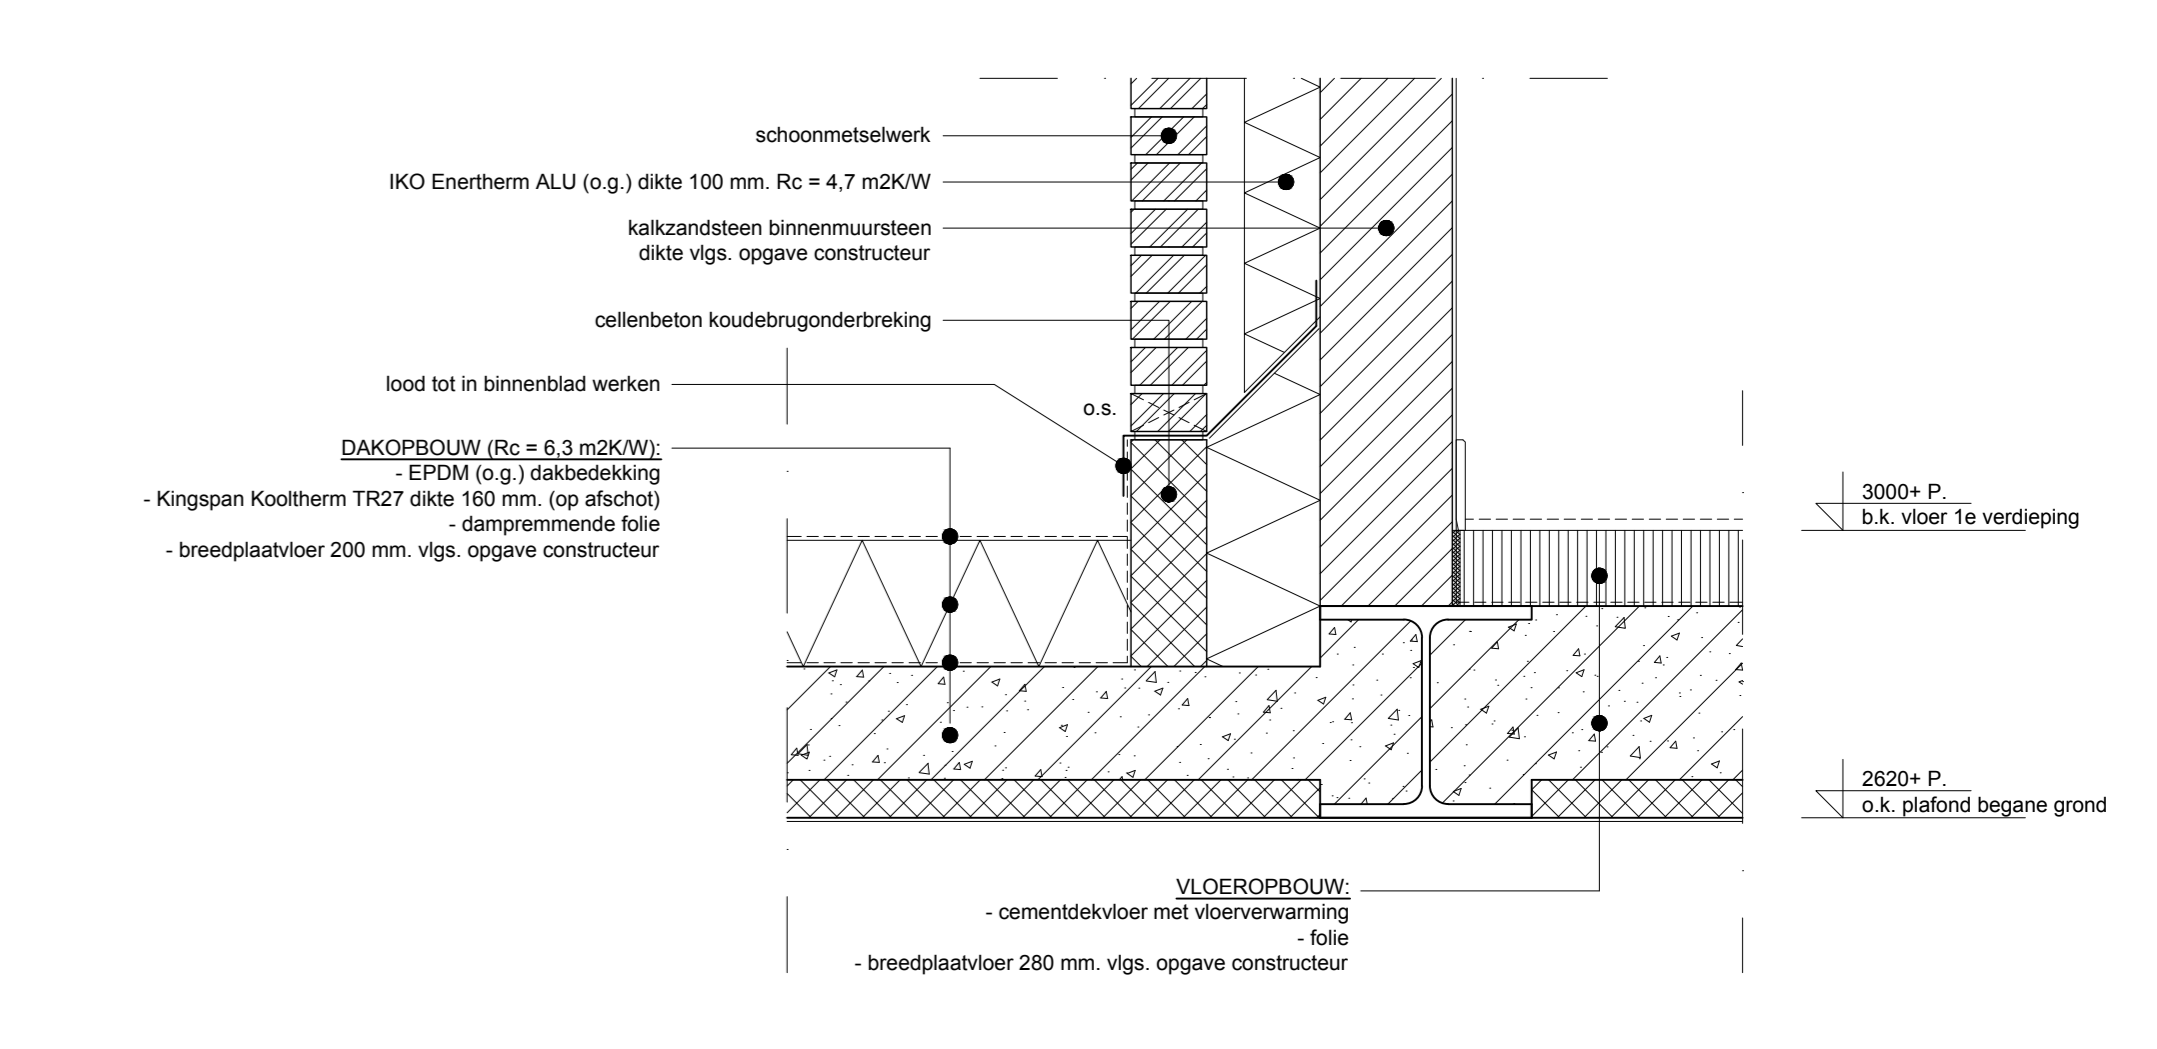 schoonmetselwerk
IKO Enertherm ALU (o.g.) dikte 100 mm. Rc = 4,7 m2K/W
kalkzandsteen binnenmuursteen
dikte vlgs. opgave constructeur
cellenbeton koudebrugonderbreking
lood tot in binnenblad werken
o.s.
DAKOPBOUW (Rc = 6,3 m2K/W):
- EPDM (o.g.) dakbedekking
- Kingspan Kooltherm TR27 dikte 160 mm. (op afschot)
- dampremmende folie
- breedplaatvloer 200 mm. vlgs. opgave constructeur
3000+ P.
b.k. vloer 1e verdieping
2620+ P.
o.k. plafond begane grond
VLOEROPBOUW:
- cementdekvloer met vloerverwarming
- folie
- breedplaatvloer 280 mm. vlgs. opgave constructeur